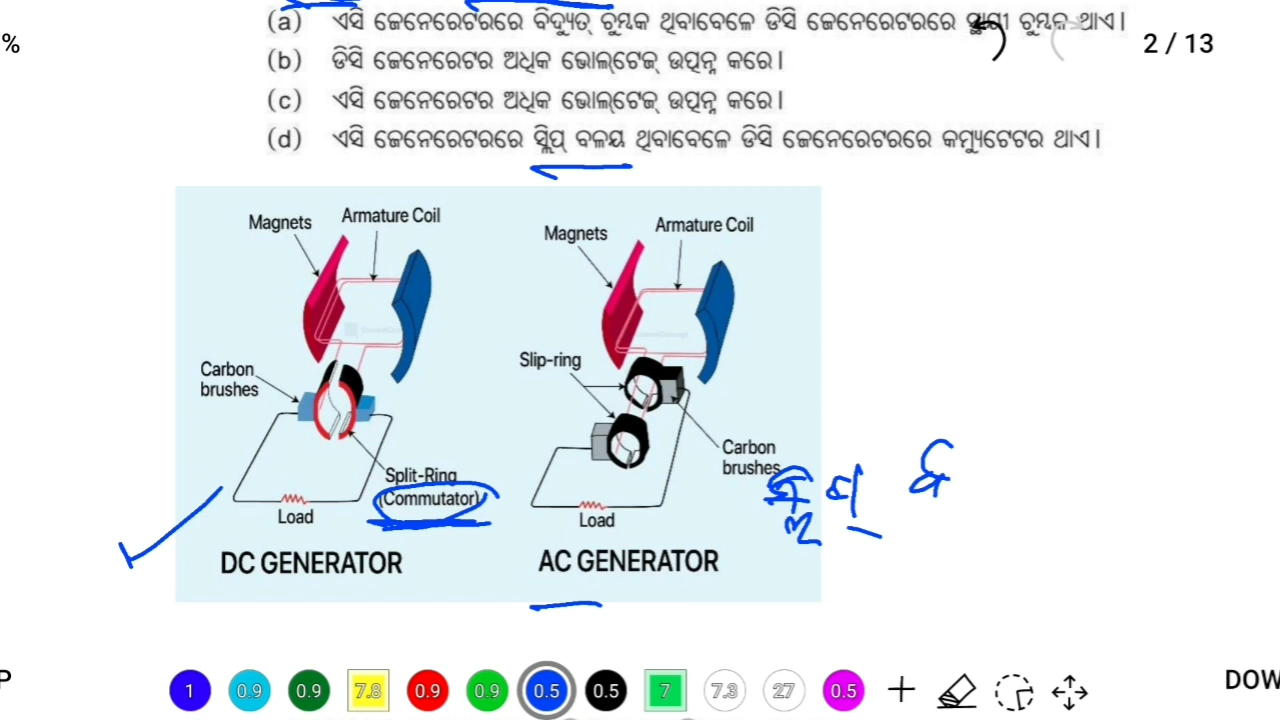 (a) ଏସି ଜେନେରେଟରରେ ବିଦ୍ୟୁତ୍ ଚୁମ୍ବକ ଥିବାବେଳେ ଡିସି ଜେନେରେଟରରେ ସ୍ଥାୟୀ ଚୁମ୍ବକ ଥାଏ।
2 / 13
%
(b) ଡିସି ଜେନେରେଟର ଅଧିକ ଭୋଲ୍‌ଟେଜ୍ ଉତ୍ପନ୍ନ କରେ।
(c) ଏସି ଜେନେରେଟର ଅଧିକ ଭୋଲ୍‌ଟେଜ୍ ଉତ୍ପନ୍ନ କରେ।
(d) ଏସି ଜେନେରେଟରରେ ସ୍ଲିପ୍ ବଳୟ ଥିବାବେଳେ ଡିସି ଜେନେରେଟରରେ କମ୍ୟୁଟେଟର ଥାଏ।
Magnets
Armature Coil
Carbon
brushes
Split-Ring
(Commutator)
Load
DC GENERATOR
Magnets
Armature Coil
Slip-ring
Carbon
brushes
Load
AC GENERATOR
P
1 0.9 0.9 7.8 0.9 0.9 0.5 0.5 7 7.3 27 0.5
DOW